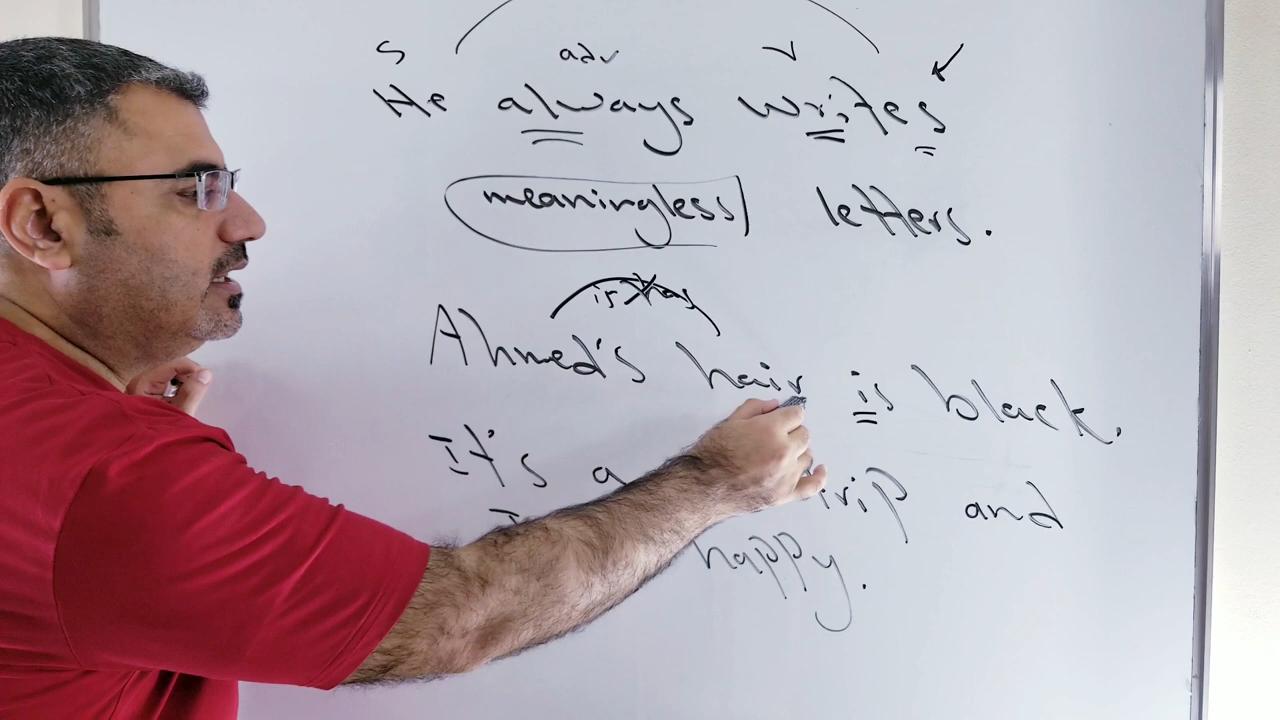 S adv v
He always writes
meaningless letters.
is has
Ahmed's hair is black.
It's a trip and
happy.